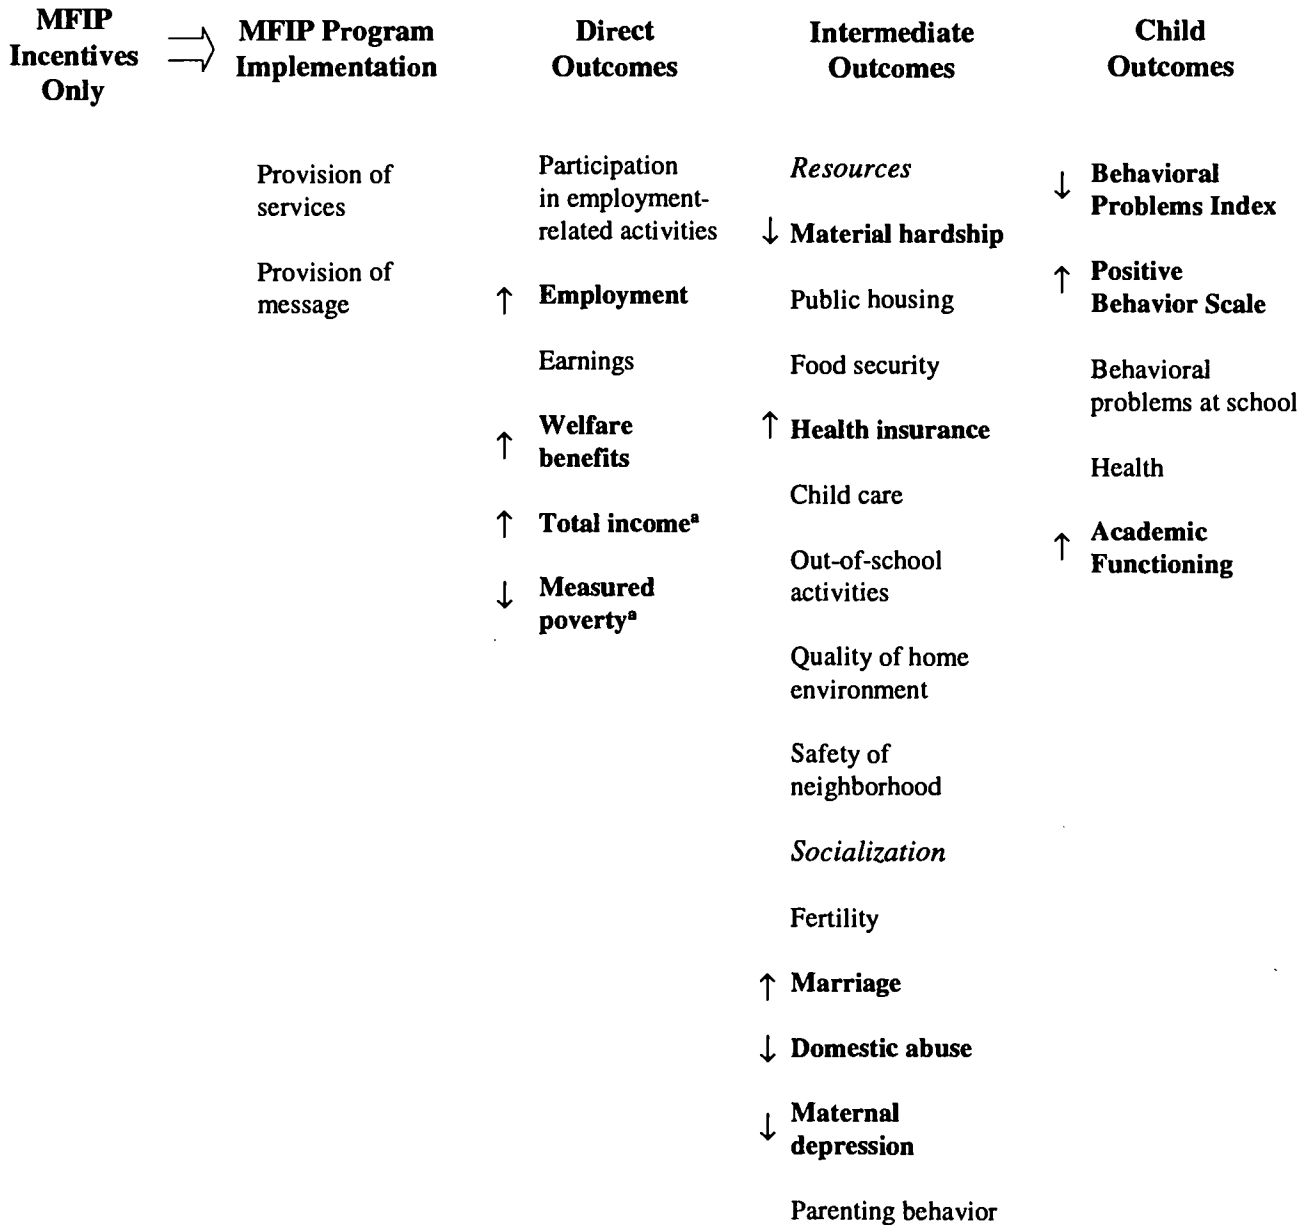 MFIP
Incentives
Only
MFIP Program
Implementation
Direct
Outcomes
Intermediate
Outcomes
Child
Outcomes
Provision of
services
Provision of
message
Participation
in employment-
related activities
↑ Employment
Earnings
↑ Welfare
benefits
↑ Total incomeª
↓ Measured
povertyª
Resources
↓ Material hardship
Public housing
Food security
↑ Health insurance
Child care
Out-of-school
activities
Quality of home
environment
Safety of
neighborhood
Socialization
Fertility
↑ Marriage
↓ Domestic abuse
↓ Maternal
depression
Parenting behavior
↓ Behavioral
Problems Index
↑ Positive
Behavior Scale
Behavioral
problems at school
Health
↑ Academic
Functioning